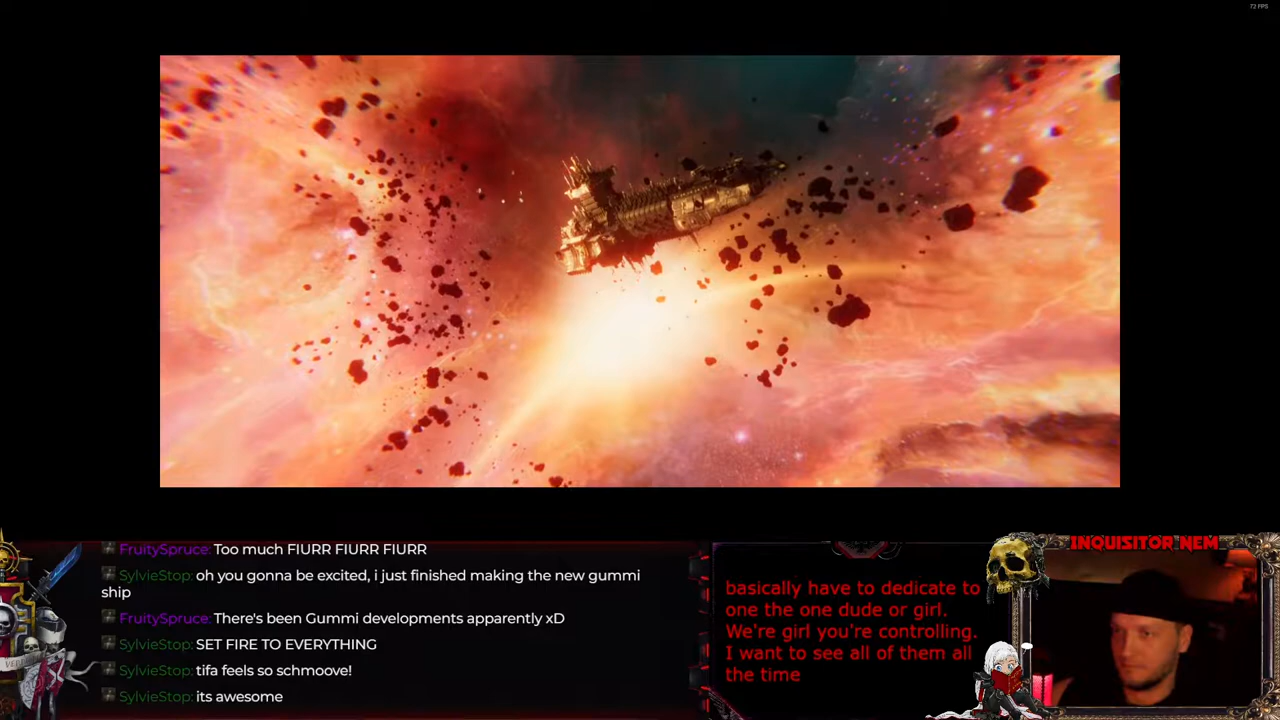 72 FPS
FruitySpruce: Too much FIURR FIURR FIURR
SylvieStop: oh you gonna be excited, i just finished making the new gummi
ship
FruitySpruce: There's been Gummi developments apparently xD
SylvieStop: SET FIRE TO EVERYTHING
SylvieStop: tifa feels so schmoove!
SylvieStop: its awesome
basically have to dedicate to
one the one dude or girl.
We're girl you're controlling.
I want to see all of them all
the time
INQUISITOR NEM